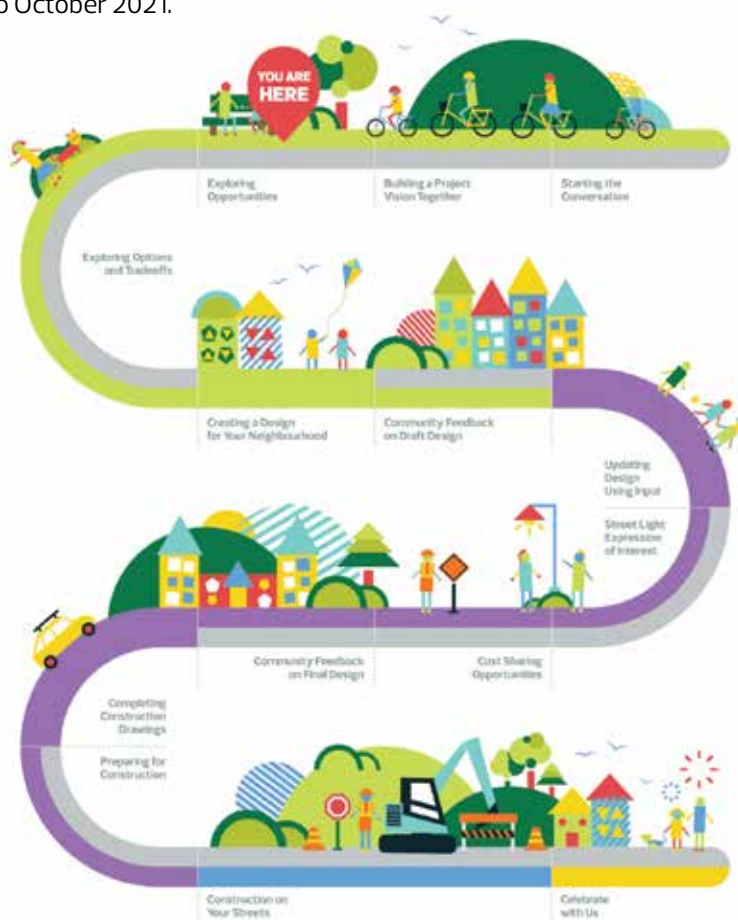 o October 2021.
YOU ARE
HERE
Exploring
Opportunities
Building a Project
Vision Together
Starting the
Conversation
Exploring Options
and Tradeoffs
Creating a Design
for Your Neighbourhood
Community Feedback
on Draft Design
Updating
Design
Using Input
Street Light
Expression
of Interest
Community Feedback
on Final Design
Cost Sharing
Opportunities
Completing
Construction
Drawings
Preparing for
Construction
Construction on
Your Streets
Celebrate
with Us